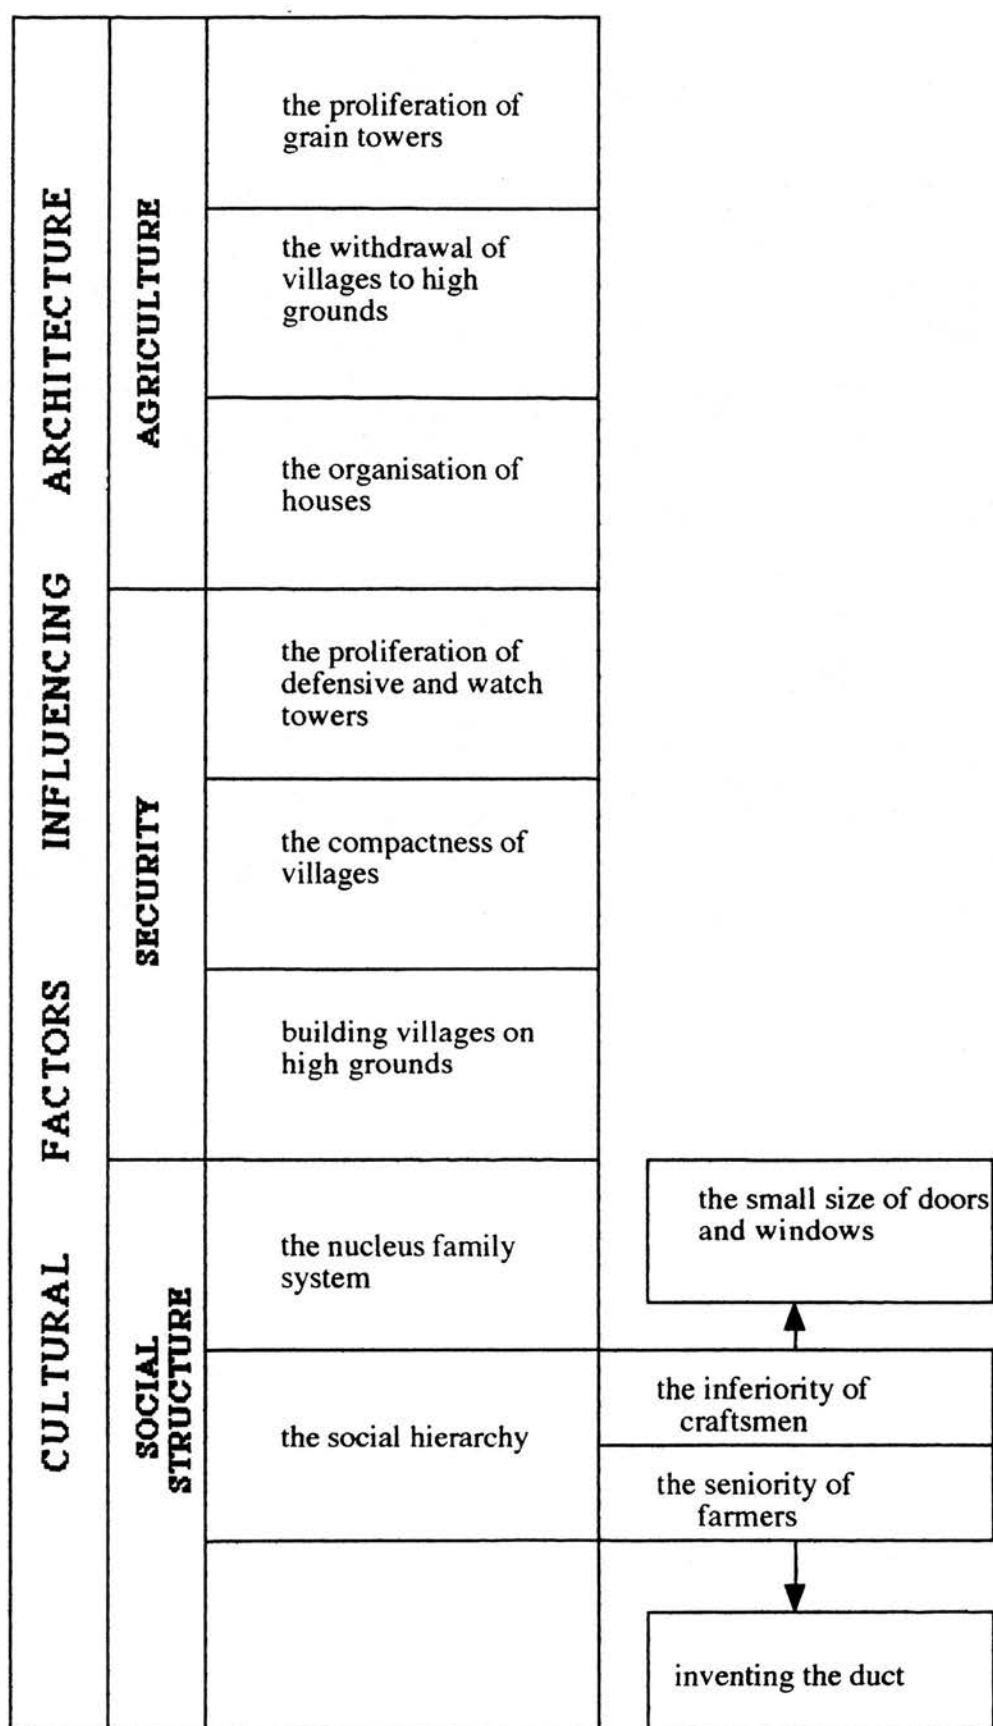 CULTURAL FACTORS INFLUENCING ARCHITECTURE
AGRICULTURE
the proliferation of
grain towers
the withdrawal of
villages to high
grounds
the organisation of
houses
SECURITY
the proliferation of
defensive and watch
towers
the compactness of
villages
building villages on
high grounds
SOCIAL
STRUCTURE
the nucleus family
system
the small size of doors
and windows
the social hierarchy
the inferiority of
craftsmen
the seniority of
farmers
inventing the duct